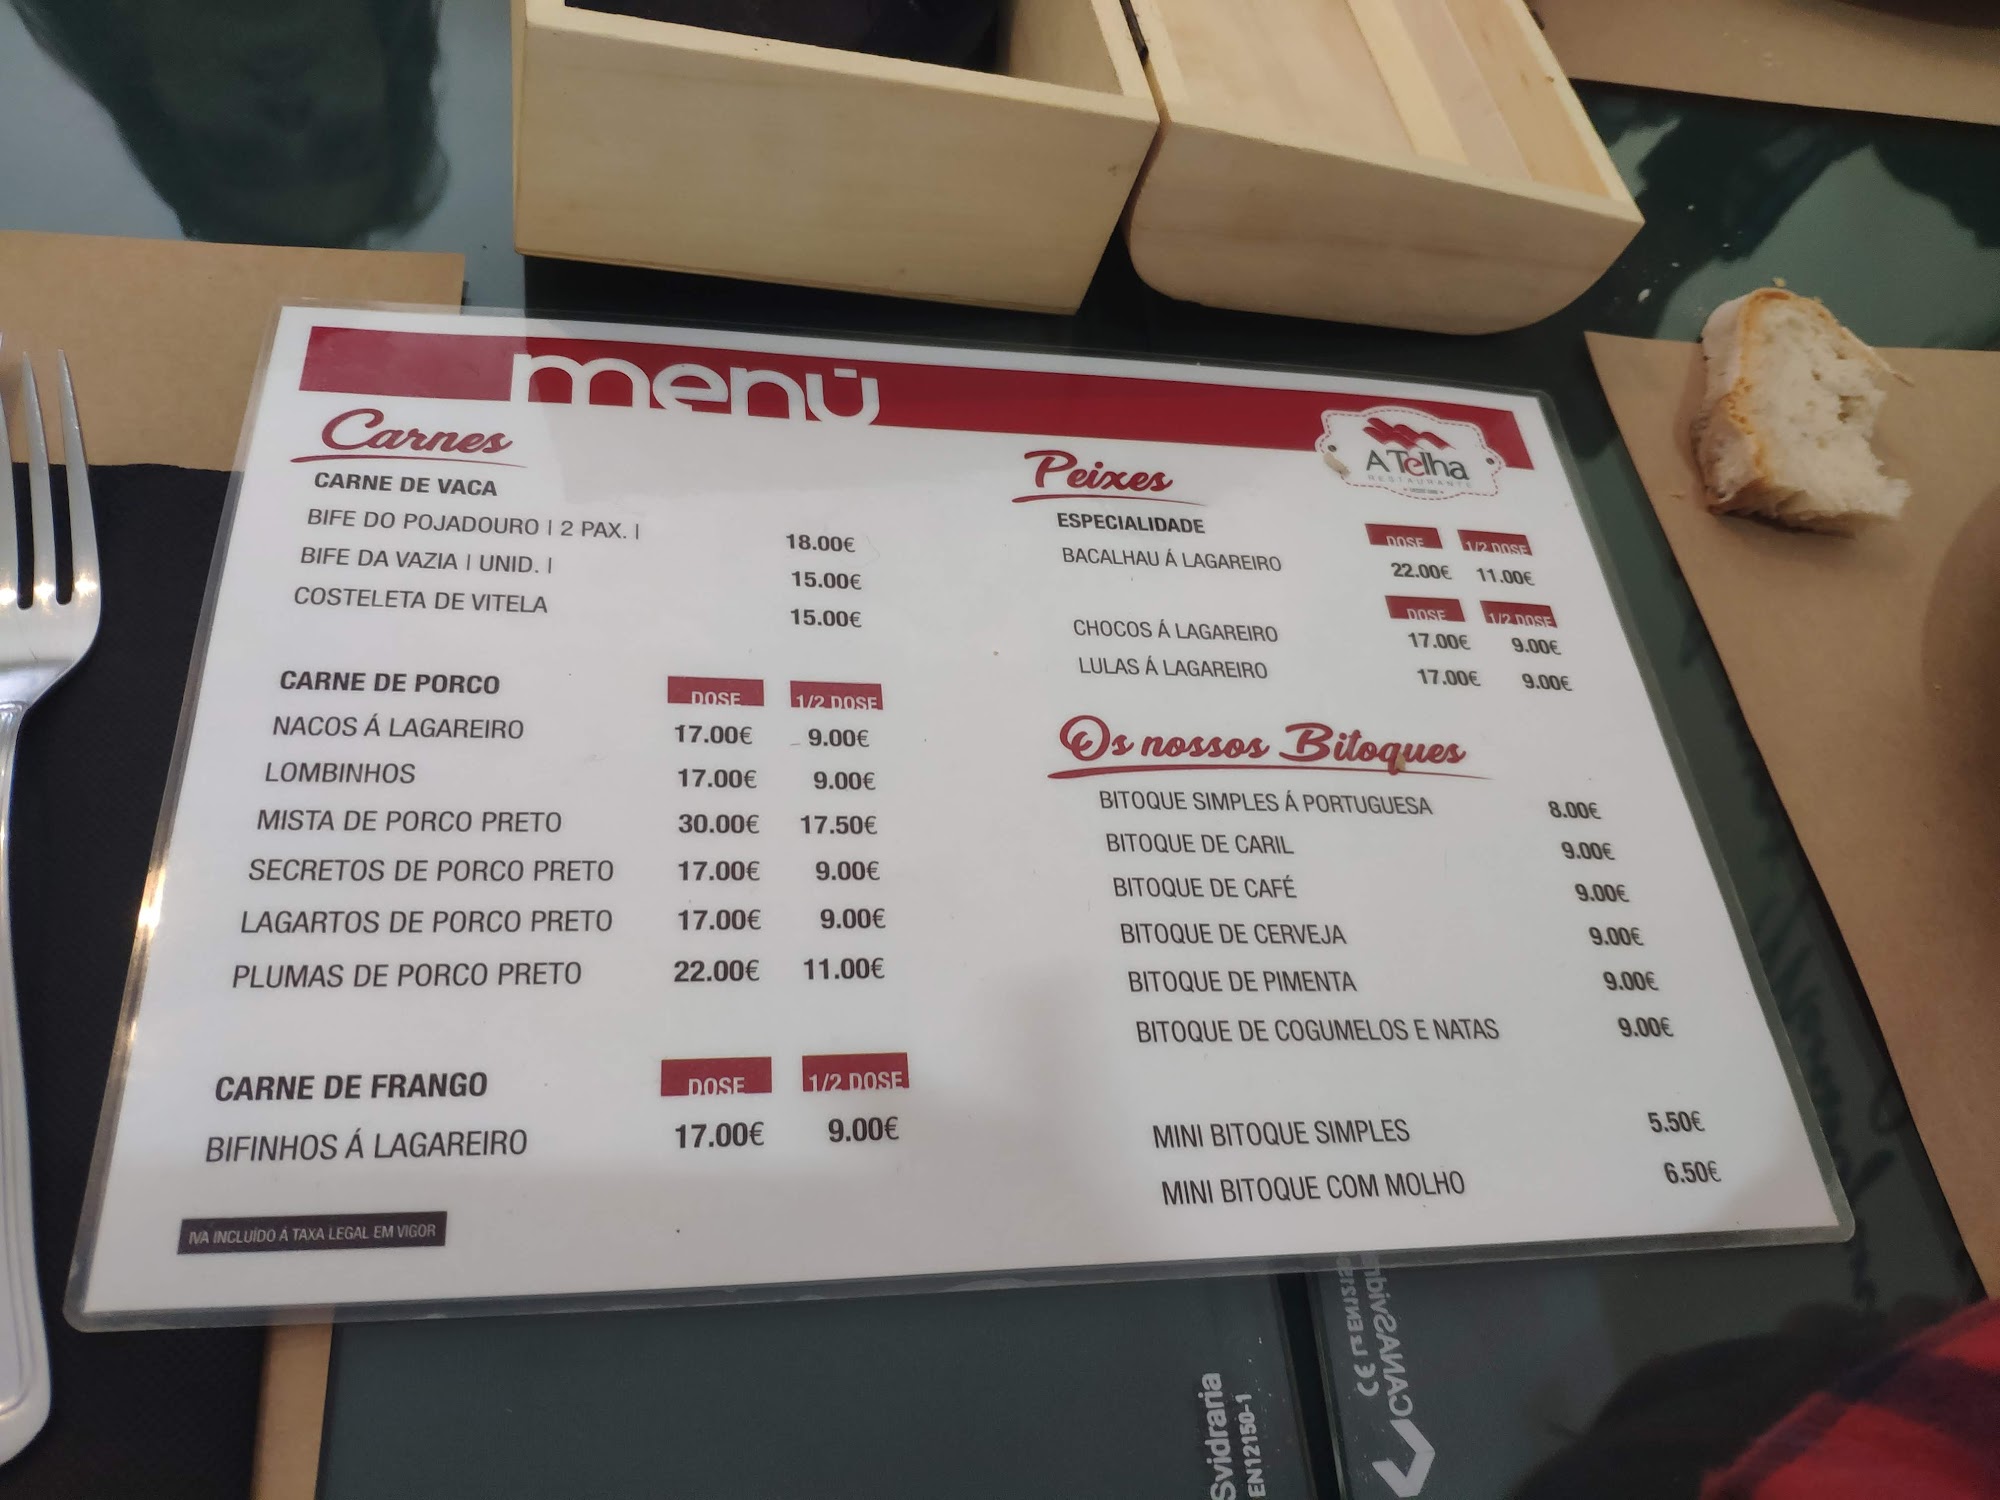 menú
Carnes
CARNE DE VACA
BIFE DO POJADOURO | 2 PAX. | 18.00€
BIFE DA VAZIA | UNID. | 15.00€
COSTELETA DE VITELA 15.00€
CARNE DE PORCO DOSE 1/2 DOSE
NACOS Á LAGAREIRO 17.00€ 9.00€
LOMBINHOS 17.00€ 9.00€
MISTA DE PORCO PRETO 30.00€ 17.50€
SECRETOS DE PORCO PRETO 17.00€ 9.00€
LAGARTOS DE PORCO PRETO 17.00€ 9.00€
PLUMAS DE PORCO PRETO 22.00€ 11.00€
CARNE DE FRANGO DOSE 1/2 DOSE
BIFINHOS Á LAGAREIRO 17.00€ 9.00€
IVA INCLUÍDO Á TAXA LEGAL EM VIGOR
A Telha
RESTAURANTE
Peixes
ESPECIALIDADE DOSE 1/2 DOSE
BACALHAU Á LAGAREIRO 22.00€ 11.00€
DOSE 1/2 DOSE
CHOCOS Á LAGAREIRO 17.00€ 9.00€
LULAS Á LAGAREIRO 17.00€ 9.00€
Os nossos Bitoques
BITOQUE SIMPLES Á PORTUGUESA 8.00€
BITOQUE DE CARIL 9.00€
BITOQUE DE CAFÉ 9.00€
BITOQUE DE CERVEJA 9.00€
BITOQUE DE PIMENTA 9.00€
BITOQUE DE COGUMELOS E NATAS 9.00€
MINI BITOQUE SIMPLES 5.50€
MINI BITOQUE COM MOLHO 6.50€
Svidraria
EN12150-1